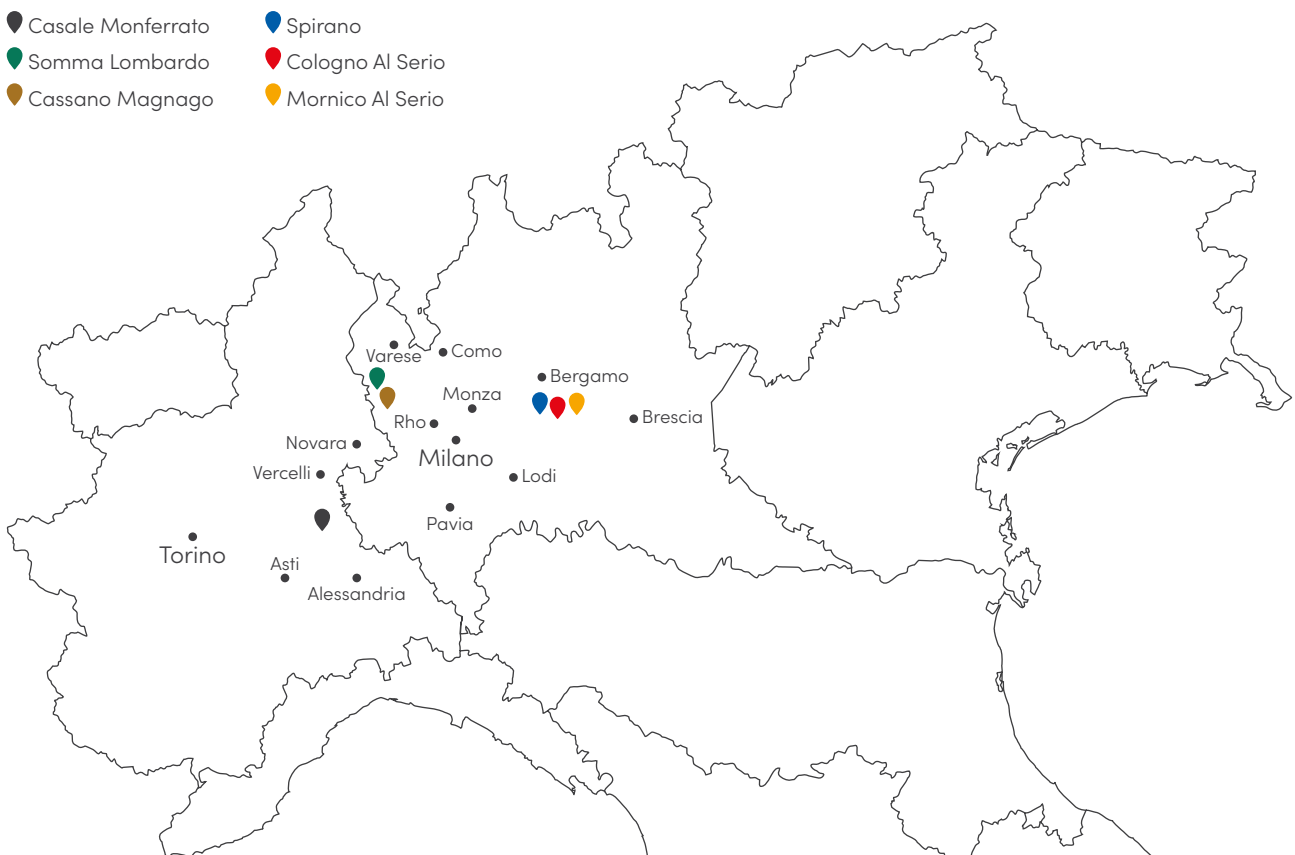 Casale Monferrato
Somma Lombardo
Cassano Magnago
Spirano
Cologno Al Serio
Mornico Al Serio
Varese
Como
Bergamo
Monza
Rho
Brescia
Novara
Milano
Vercelli
Lodi
Pavia
Torino
Asti
Alessandria